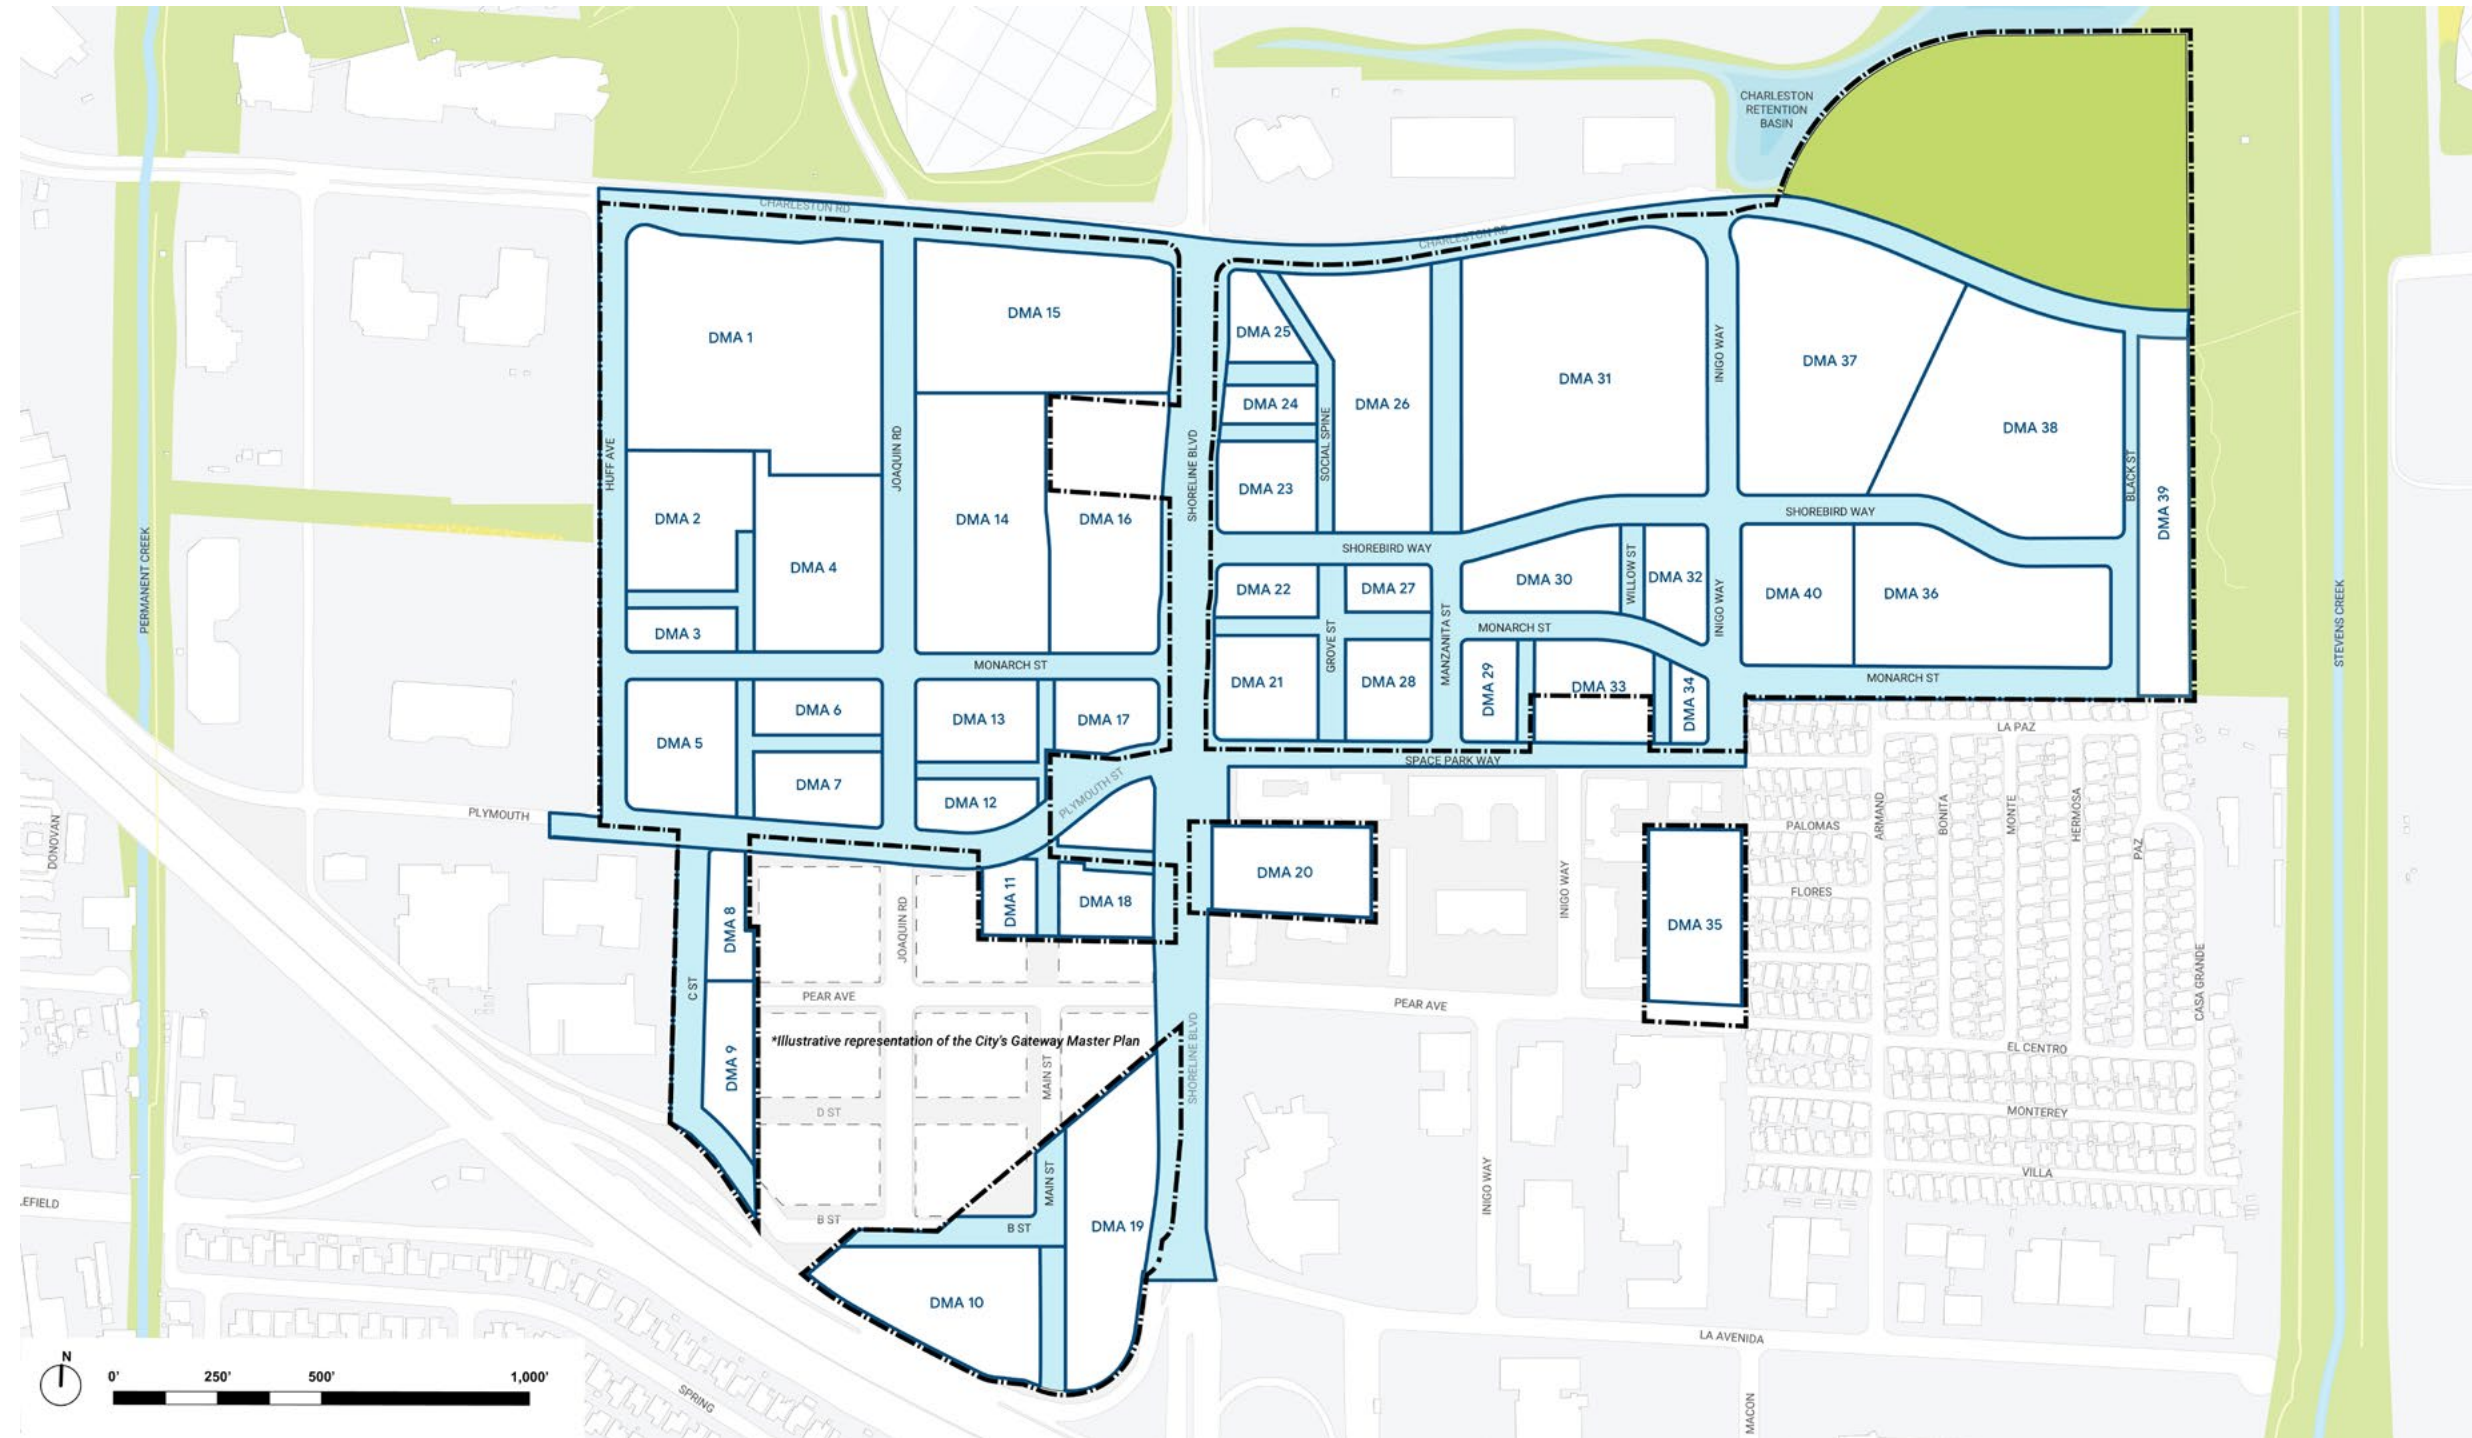 CHARLESTON
RETENTION
BASIN
CHARLESTON RD
CHARLESTON RD
DMA 1
DMA 15
DMA 25
DMA 24
DMA 26
DMA 23
DMA 31
DMA 37
DMA 38
DMA 39
HUFF AVE
JOAQUIN RD
SHORELINE BLVD
SOCIAL SPINE
INIGO WAY
BLACK ST
PERMANENT CREEK
STEVENS CREEK
DMA 2
DMA 4
DMA 3
DMA 14
DMA 16
SHOREBIRD WAY
SHOREBIRD WAY
DMA 22
DMA 27
DMA 30
WILLOW ST
DMA 32
INIGO WAY
DMA 40
DMA 36
MONARCH ST
MONARCH ST
MONARCH ST
GROVE ST
MANZANITA ST
DMA 21
DMA 28
DMA 29
DMA 33
DMA 34
DMA 5
DMA 6
DMA 7
DMA 13
DMA 17
DMA 12
PLYMOUTH ST
SPACE PARK WAY
PLYMOUTH
DONOVAN
LA PAZ
ARMAND
BONITA
MONTE
HERMOSA
PAZ
PALOMAS
FLORES
CASA GRANDE
DMA 8
DMA 11
DMA 18
DMA 20
DMA 35
JOAQUIN RD
INIGO WAY
C ST
PEAR AVE
PEAR AVE
*Illustrative representation of the City's Gateway Master Plan
DMA 9
MAIN ST
SHORELINE BLVD
EL CENTRO
D ST
MONTEREY
VILLA
MAIN ST
INIGO WAY
LEFIELD
B ST
B ST
DMA 19
DMA 10
LA AVENIDA
MACON
SPRING
N
0' 250' 500' 1,000'